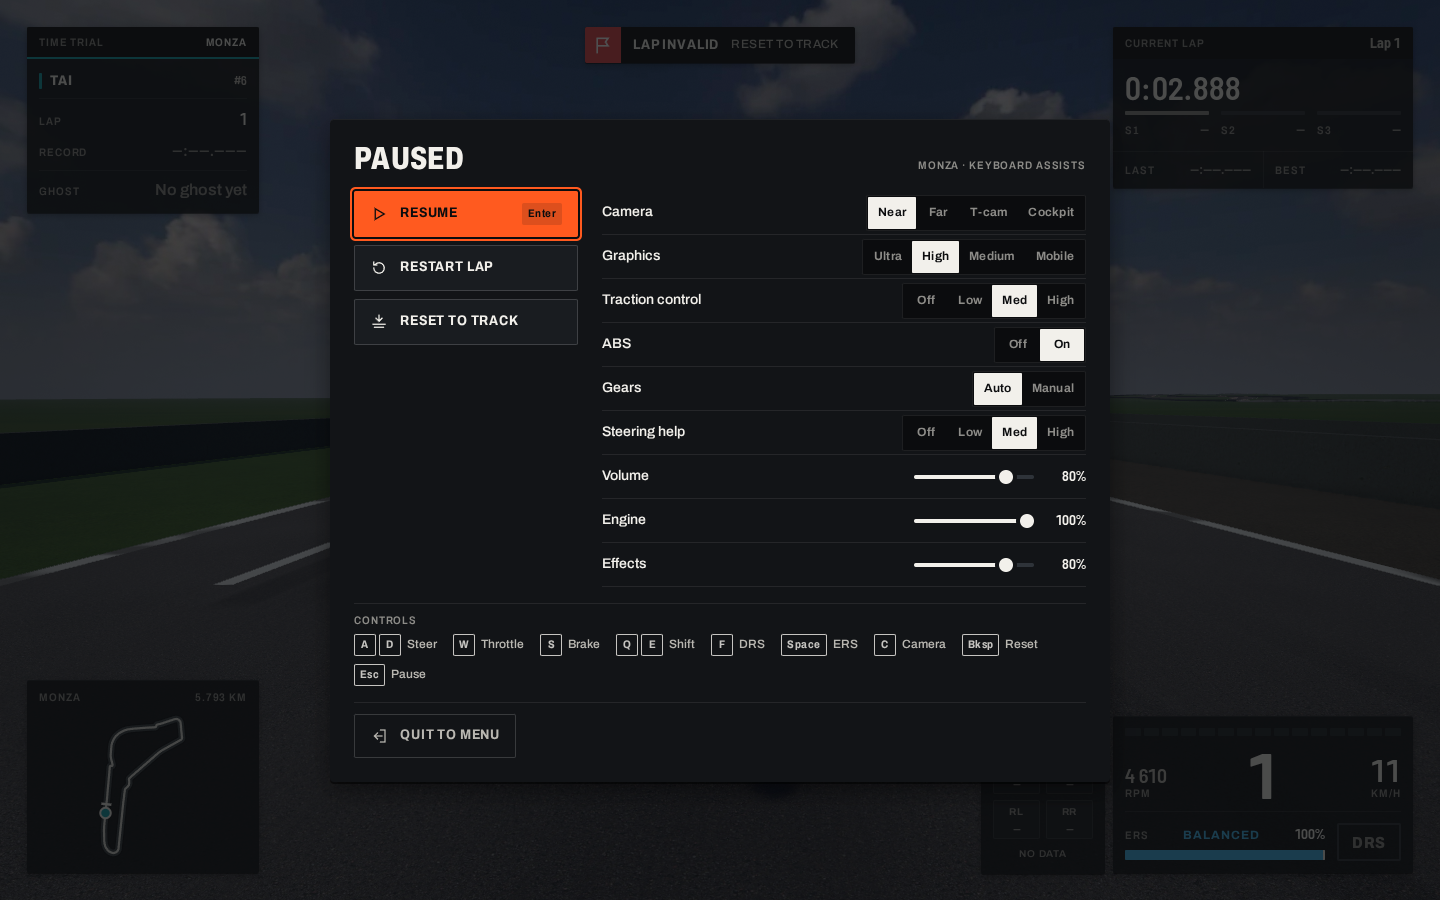 TIME TRIAL MONZA
TAI #6
LAP 1
RECORD —:——.———
GHOST No ghost yet
LAP INVALID RESET TO TRACK
CURRENT LAP Lap 1
0:02.888
S1 — S2 — S3 —
LAST —:——.——— BEST —:——.———
PAUSED
MONZA · KEYBOARD ASSISTS
RESUME Enter
RESTART LAP
RESET TO TRACK
Camera Near Far T-cam Cockpit
Graphics Ultra High Medium Mobile
Traction control Off Low Med High
ABS Off On
Gears Auto Manual
Steering help Off Low Med High
Volume 80%
Engine 100%
Effects 80%
CONTROLS
A D Steer W Throttle S Brake Q E Shift F DRS Space ERS C Camera Bksp Reset
Esc Pause
QUIT TO MENU
MONZA 5.793 KM
RL — RR —
NO DATA
4 610 RPM
1
11 KM/H
ERS BALANCED 100% DRS